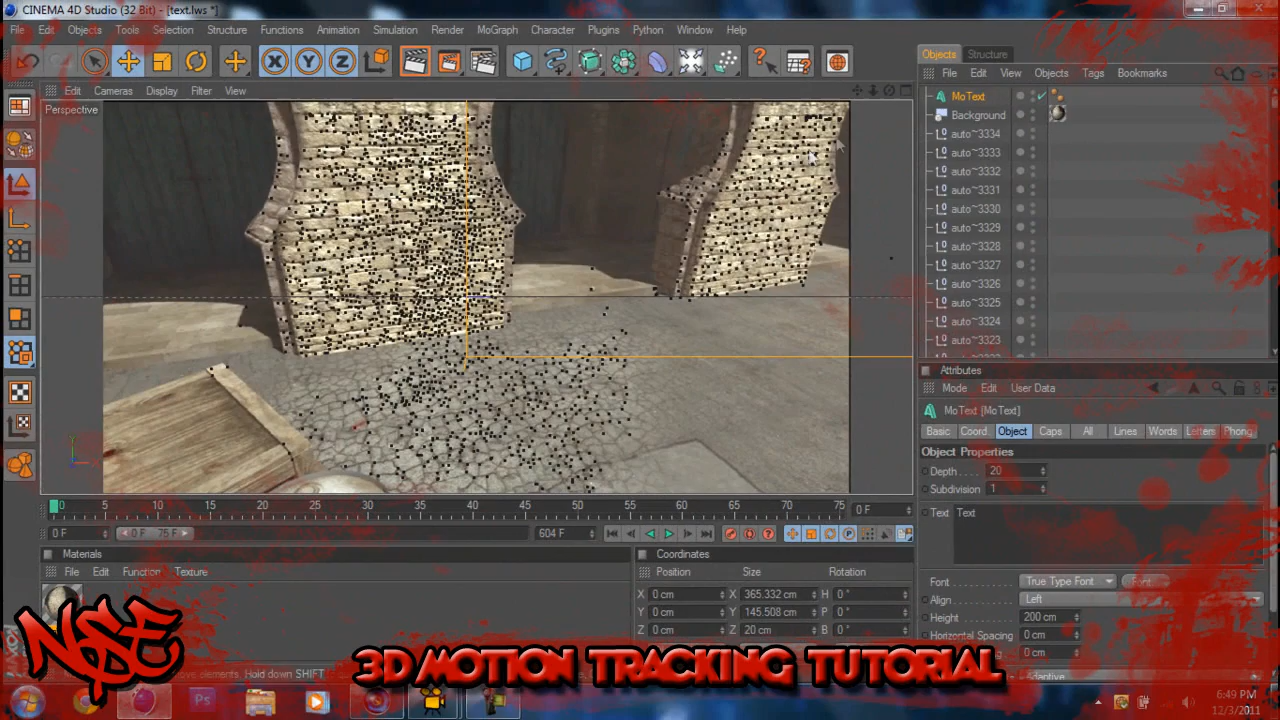 CINEMA 4D Studio (32 Bit) - [text.lws *]
File Edit Objects Tools Selection Functions Animation Simulation Render MoGraph Character Plugins Python Window Help
Edit Cameras Display Filter View
Perspective
Objects Structure
File Edit View Objects Tags Bookmarks
MoText
Background
auto~3334
auto~3333
auto~3332
auto~3331
auto~3330
auto~3329
auto~3328
auto~3327
auto~3326
auto~3325
auto~3324
auto~3323
Attributes
Mode Edit User Data
MoText [MoText]
Basic Coord. Object Caps All Lines Words Letters Phong
Object Properties
Depth 20
Subdivision 1
Text Text
Font True Type Font Font
Align Left
Height 200 cm
Horizontal Spacing 0 cm
0 cm
0 5 10 15 20 25 30 35 40 45 50 55 60 65 70 75 0 F
0 F 0 F 75 F 604 F
Materials
File Edit Function Texture
Coordinates
Position Size Rotation
X 0 cm X 365.332 cm H 0 °
Y 0 cm Y 145.508 cm P 0 °
Z 0 cm Z 20 cm B 0 °
NSE
3D MOTION TRACKING TUTORIAL
6:49 PM
12/3/2011